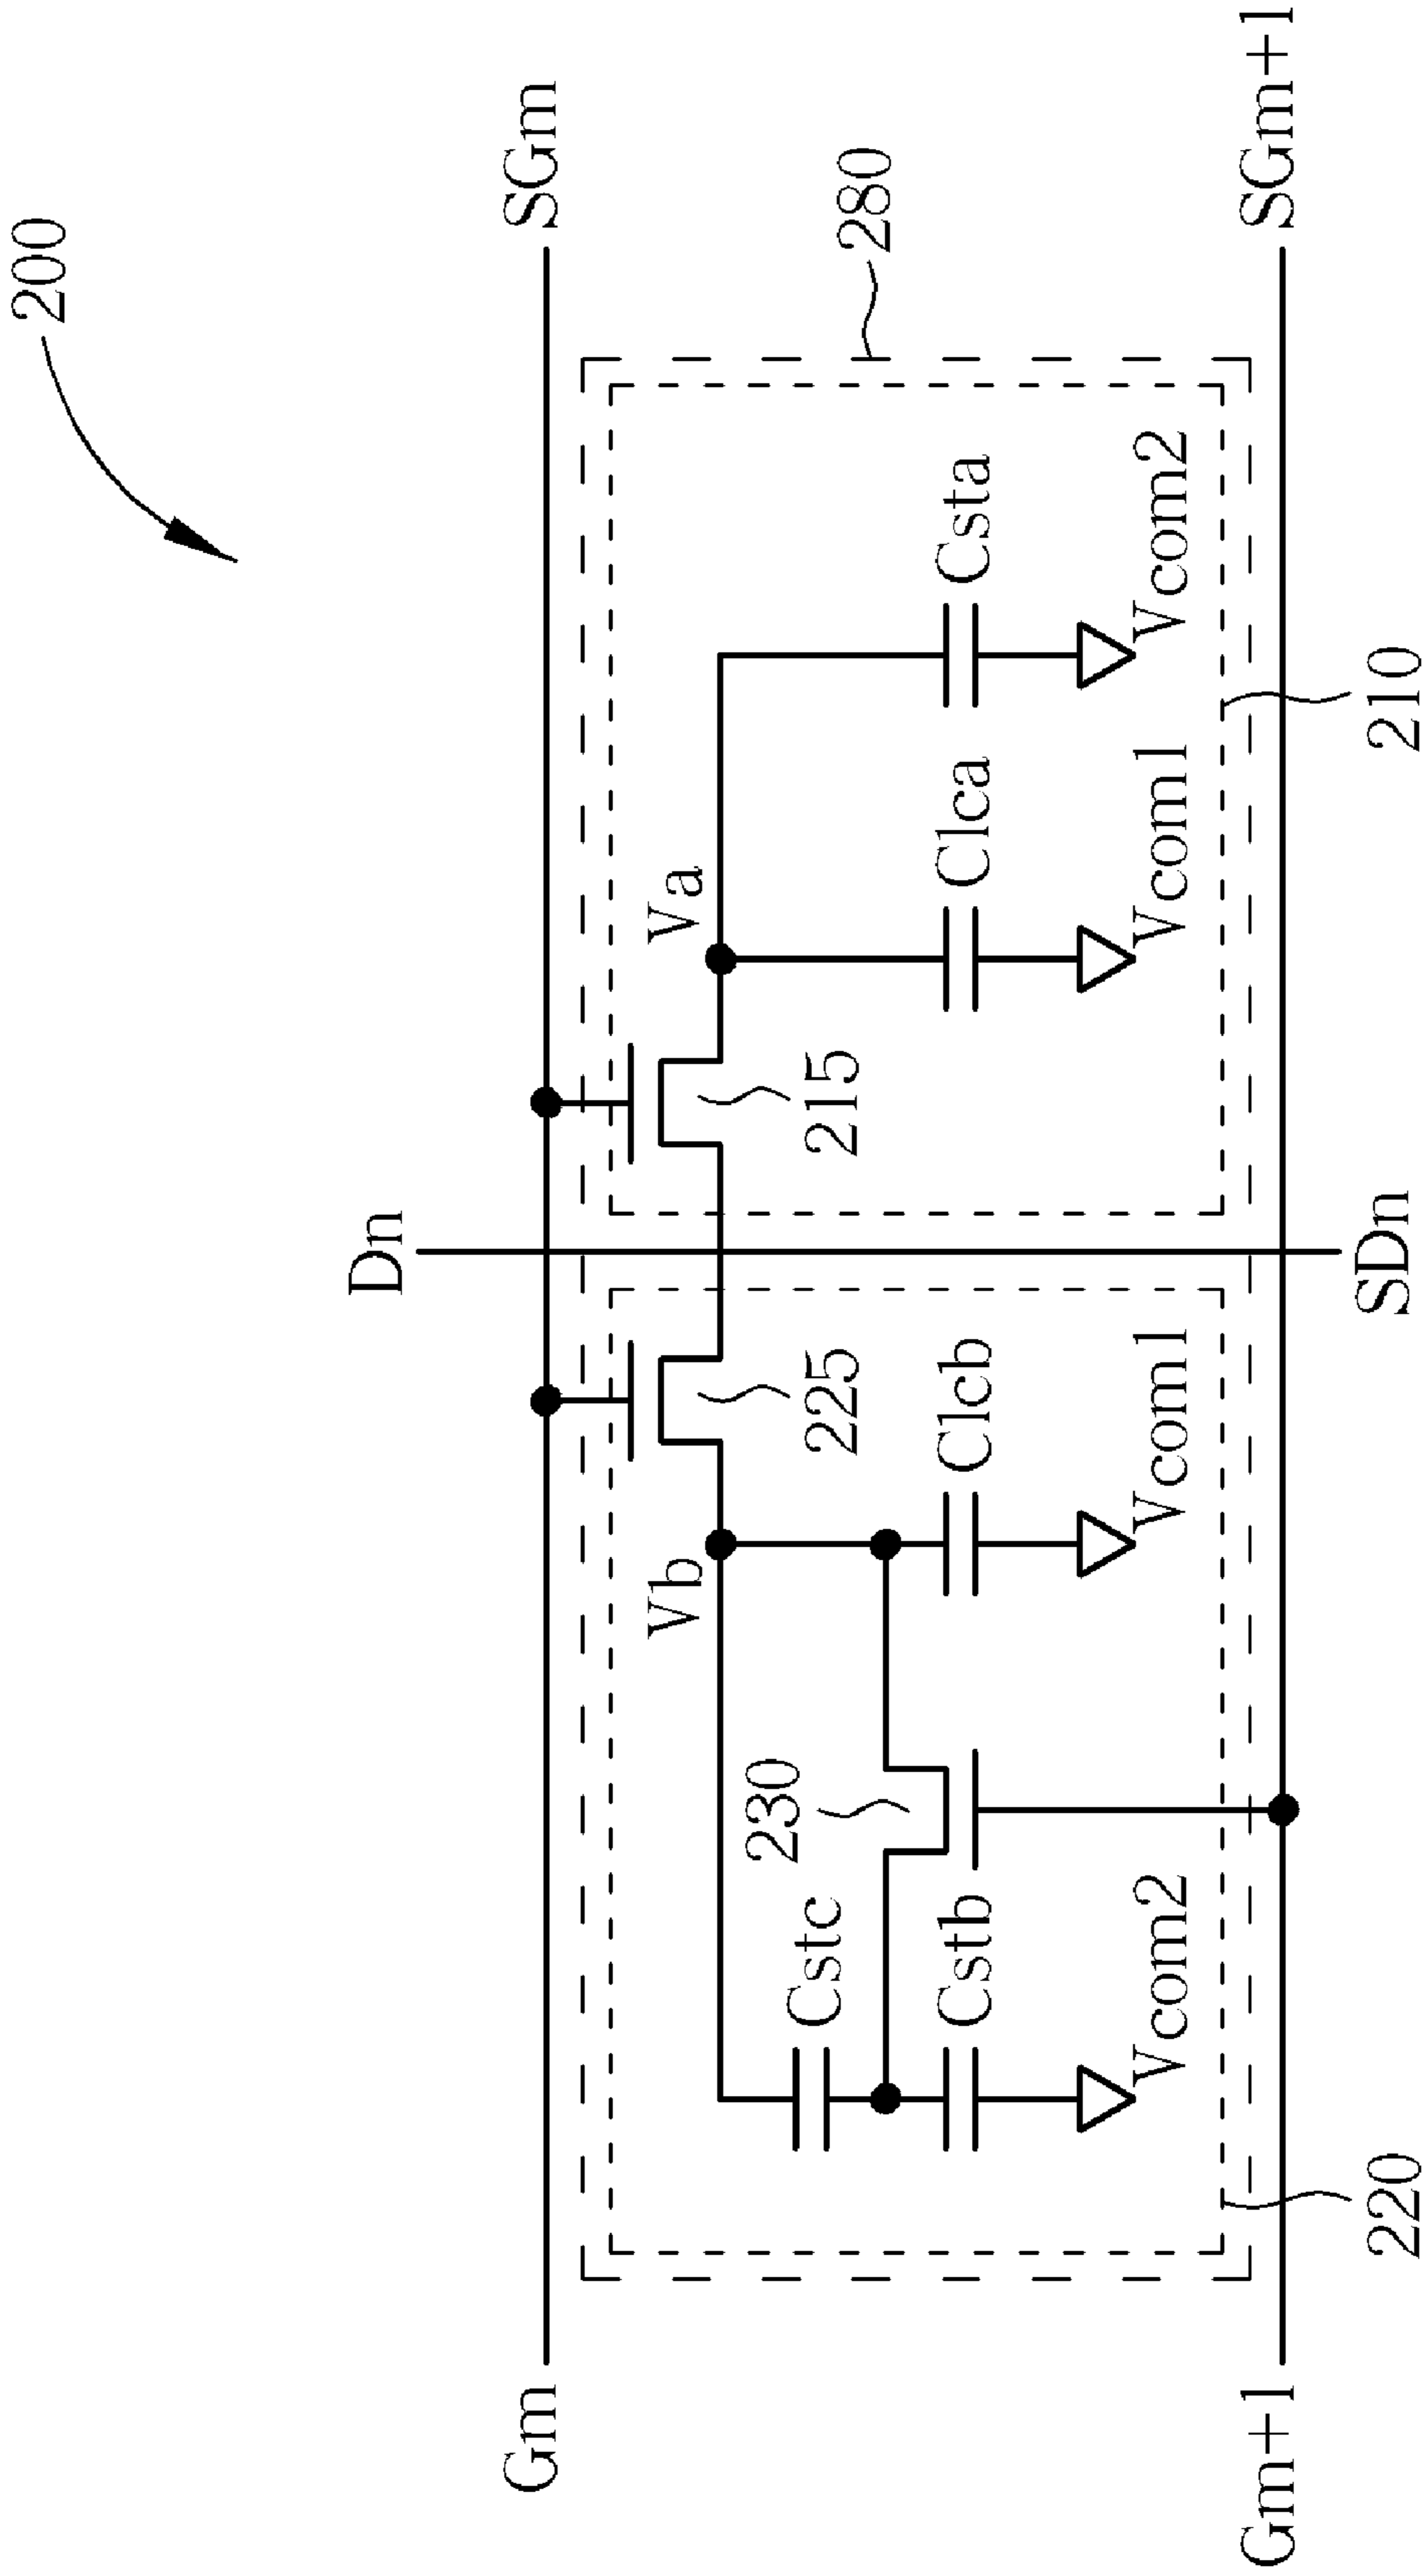 200
Dn
Gm
SGm
Vb
225
215
Va
Cstc
230
280
Cstb
Clcb
Clca
Csta
Vcom2
Vcom1
Vcom1
Vcom2
Gm+1
SGm+1
220
SDn
210